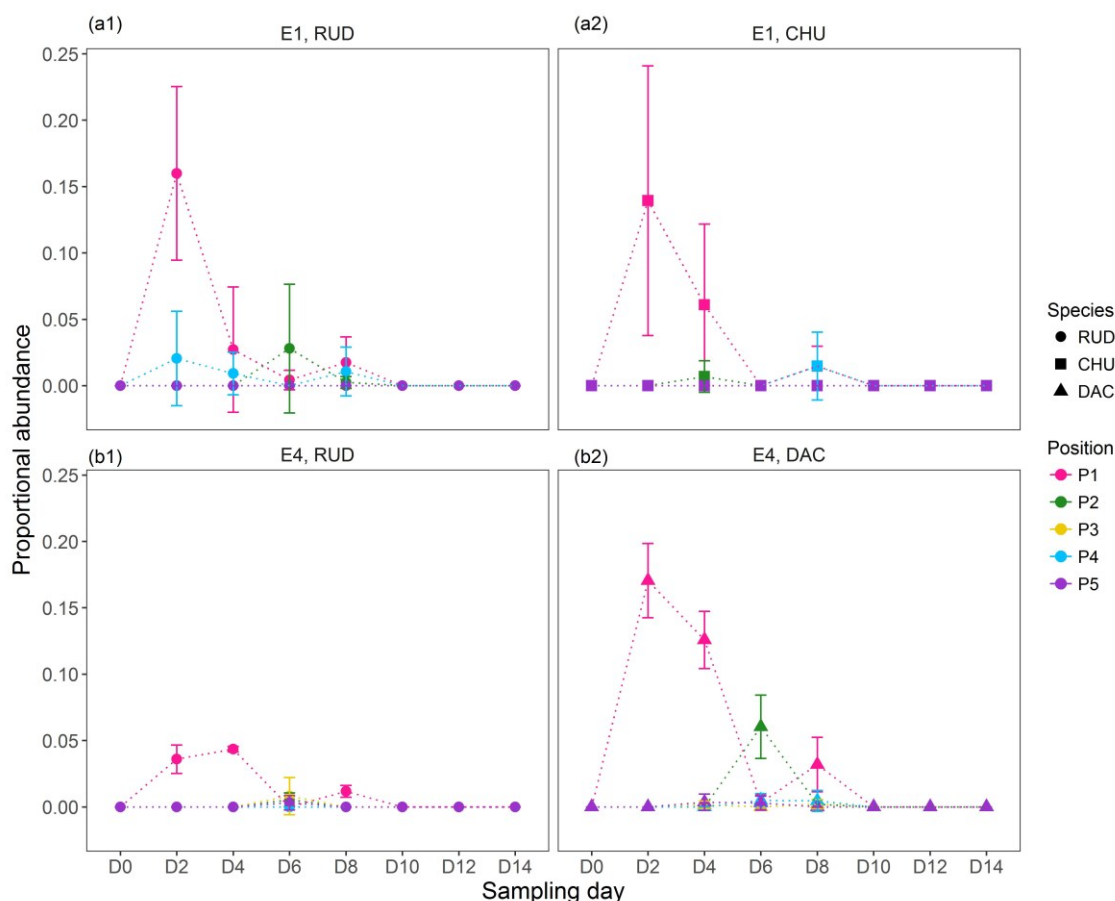 (a1)
E1, RUD
(a2)
E1, CHU
0.25
0.20
0.15
0.10
0.05
0.00
(b1)
E4, RUD
(b2)
E4, DAC
0.25
0.20
0.15
0.10
0.05
0.00
Proportional abundance
D0 D2 D4 D6 D8 D10 D12 D14
D0 D2 D4 D6 D8 D10 D12 D14
Sampling day
Species
RUD
CHU
DAC
Position
P1
P2
P3
P4
P5